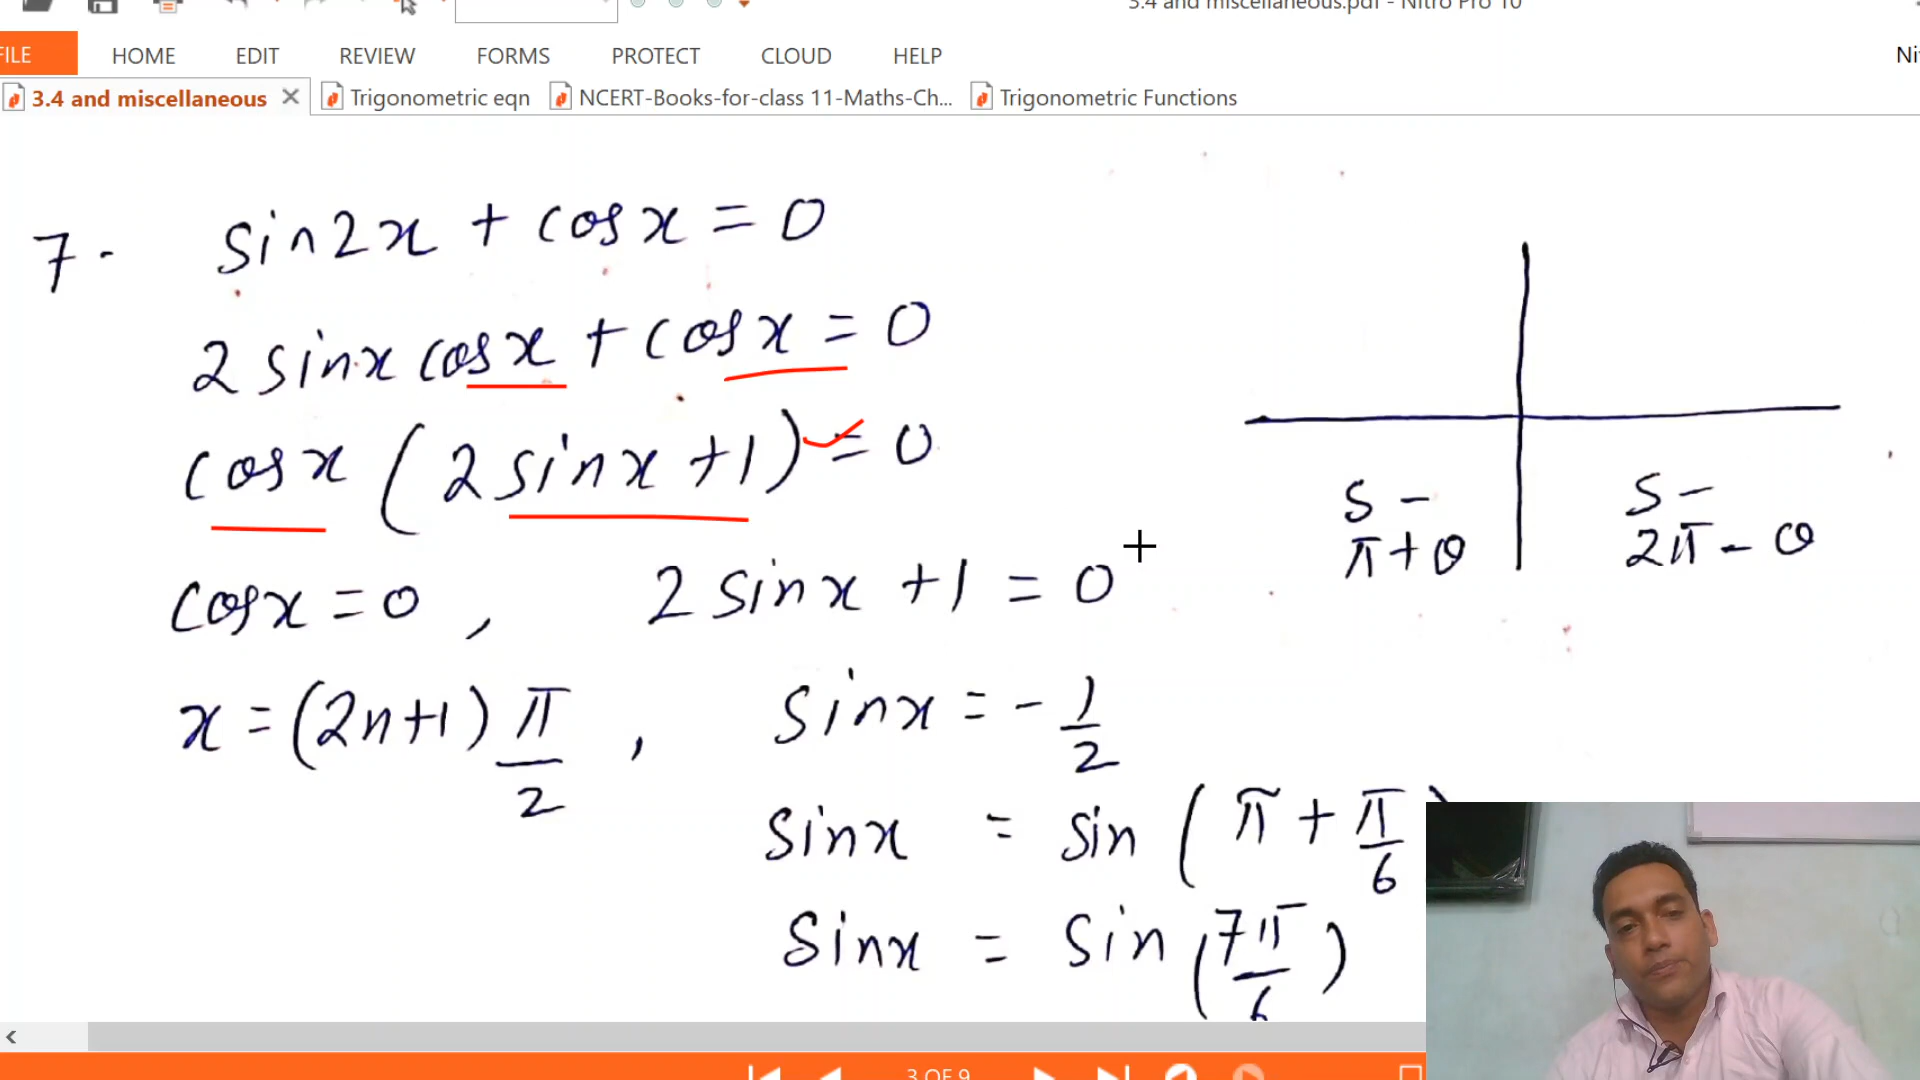 3.4 and miscellaneous.pdf - Nitro Pro 10
FILE HOME EDIT REVIEW FORMS PROTECT CLOUD HELP
3.4 and miscellaneous Trigonometric eqn NCERT-Books-for-class 11-Maths-Ch... Trigonometric Functions
7. sin2x + cosx = 0
2 sinx cosx + cosx = 0
cosx (2 sinx + 1) = 0
S - S -
π + θ 2π - θ
cosx = 0 , 2 sinx + 1 = 0
x = (2n+1) π/2 , sinx = - 1/2
sinx = sin ( π + π/6
sinx = sin (7π/6)
3 OF 9